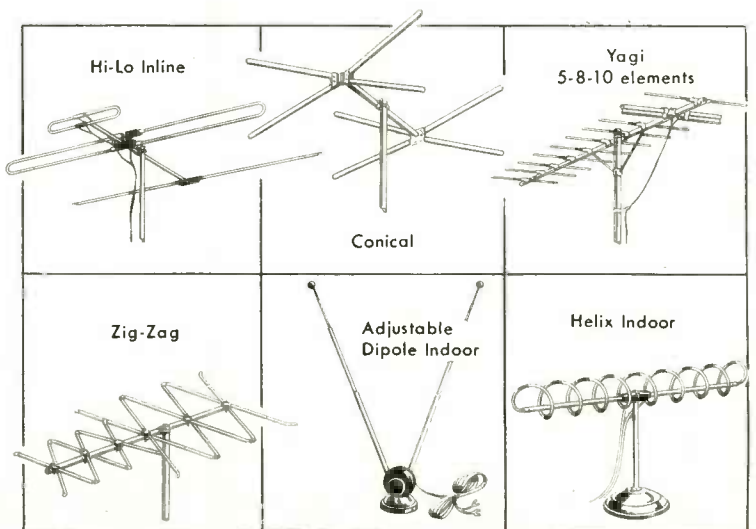 Hi-Lo Inline
Conical
Yagi
5-8-10 elements
Zig-Zag
Adjustable
Dipole Indoor
Helix Indoor